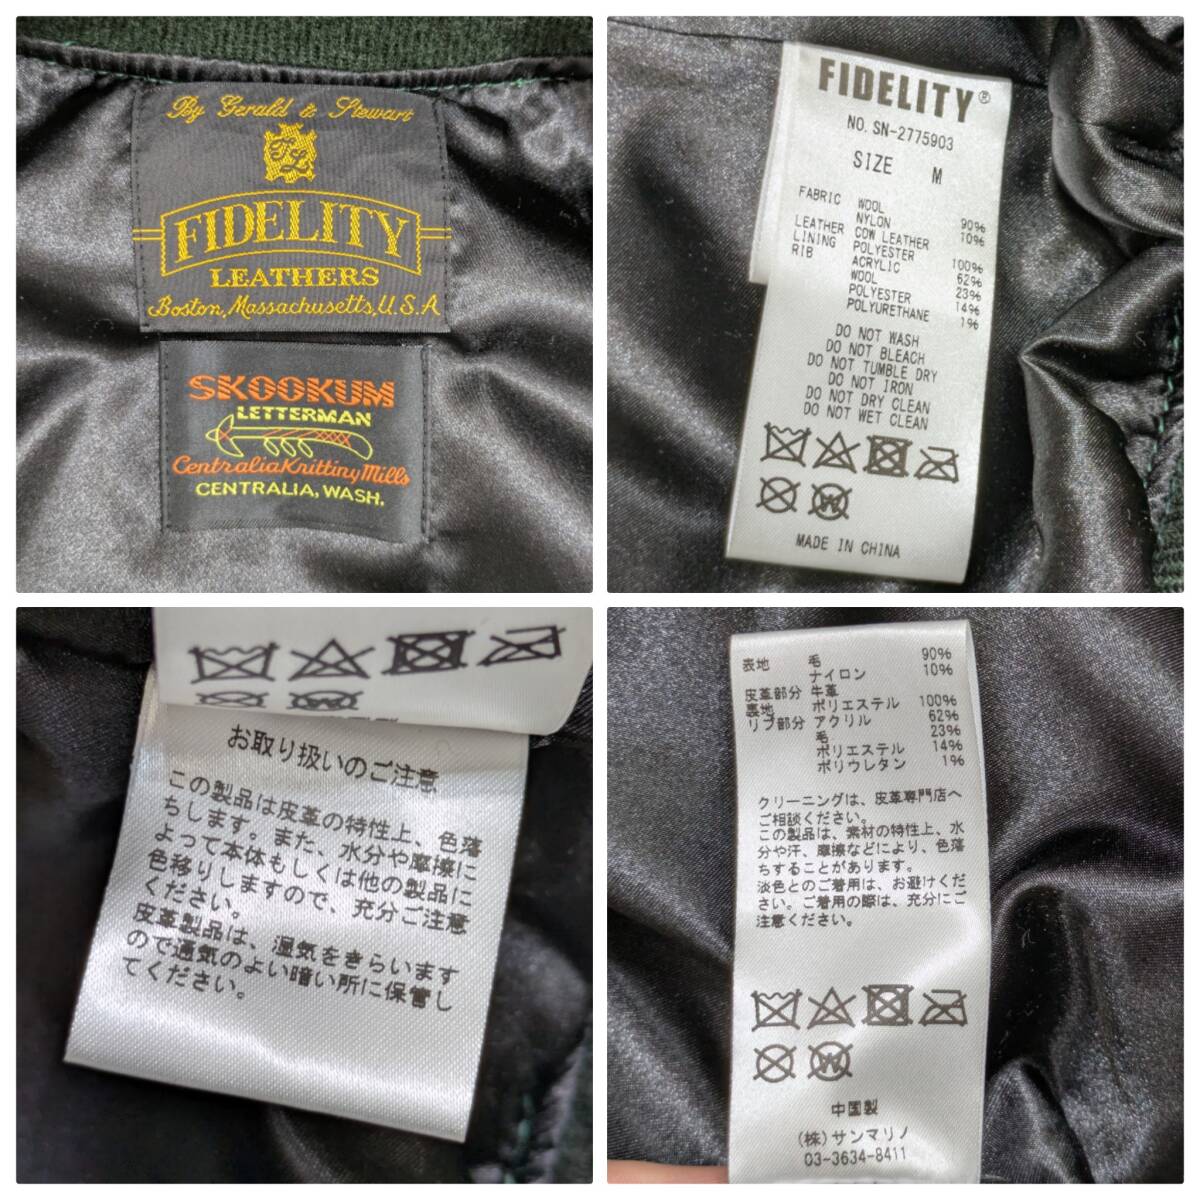 By Gerald & Stewart
FL
FIDELITY
LEATHERS
Boston, Massachusetts, U.S.A
SKOOKUM
LETTERMAN
Centralia Knittiny Mills
CENTRALIA, WASH.
FIDELITY®
NO. SN-2775903
SIZE M
FABRIC WOOL 90%
NYLON 10%
LEATHER COW LEATHER
LINING POLYESTER 100%
RIB ACRYLIC 62%
WOOL 23%
POLYESTER 14%
POLYURETHANE 1%
DO NOT WASH
DO NOT BLEACH
DO NOT TUMBLE DRY
DO NOT IRON
DO NOT DRY CLEAN
DO NOT WET CLEAN
W
MADE IN CHINA
お取り扱いのご注意
この製品は皮革の特性上、色落
ちします。また、水分や摩擦に
よって本体もしくは他の製品に
色移りしますので、充分ご注意
ください。
皮革製品は、湿気をきらいます
ので通気のよい暗い所に保管し
てください。
表地 毛 90%
ナイロン 10%
皮革部分 牛革
裏地 ポリエステル 100%
リブ部分 アクリル 62%
毛 23%
ポリエステル 14%
ポリウレタン 1%
クリーニングは、皮革専門店へ
ご相談ください。
この製品は、素材の特性上、水
分や汗、摩擦などにより、色落
ちすることがあります。
淡色とのご着用は、お避けくだ
さい。ご着用の際は、充分にご
注意ください。
W
中国製
(株)サンマリノ
03-3634-8411